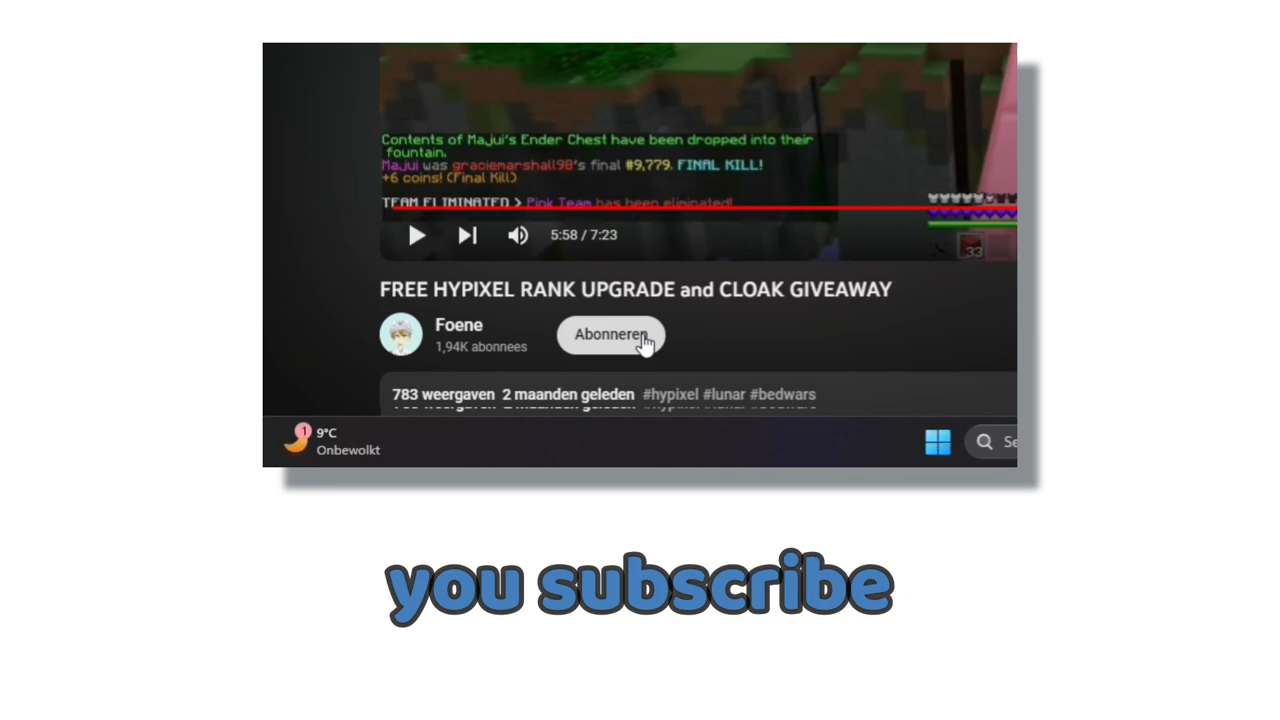 Contents of Majui's Ender Chest have been dropped into their
fountain.
Majui was graciemarshall98's final #9,779. FINAL KILL!
+6 coins! (Final Kill)
TEAM ELIMINATED > Pink Team has been eliminated!
33
5:58 / 7:23
FREE HYPIXEL RANK UPGRADE and CLOAK GIVEAWAY
Foene
1,94K abonnees
Abonneren
783 weergaven 2 maanden geleden #hypixel #lunar #bedwars
1
9°C
Onbewolkt
Se
you subscribe